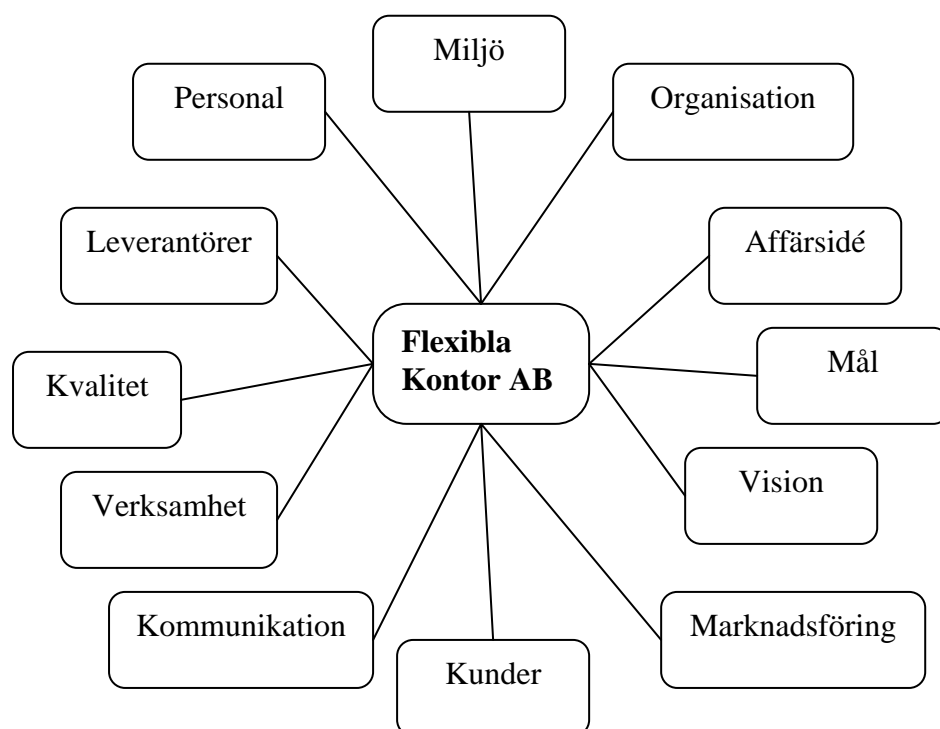 Miljö
Personal
Organisation
Leverantörer
Affärsidé
Flexibla
Kontor AB
Mål
Kvalitet
Vision
Verksamhet
Kommunikation
Marknadsföring
Kunder